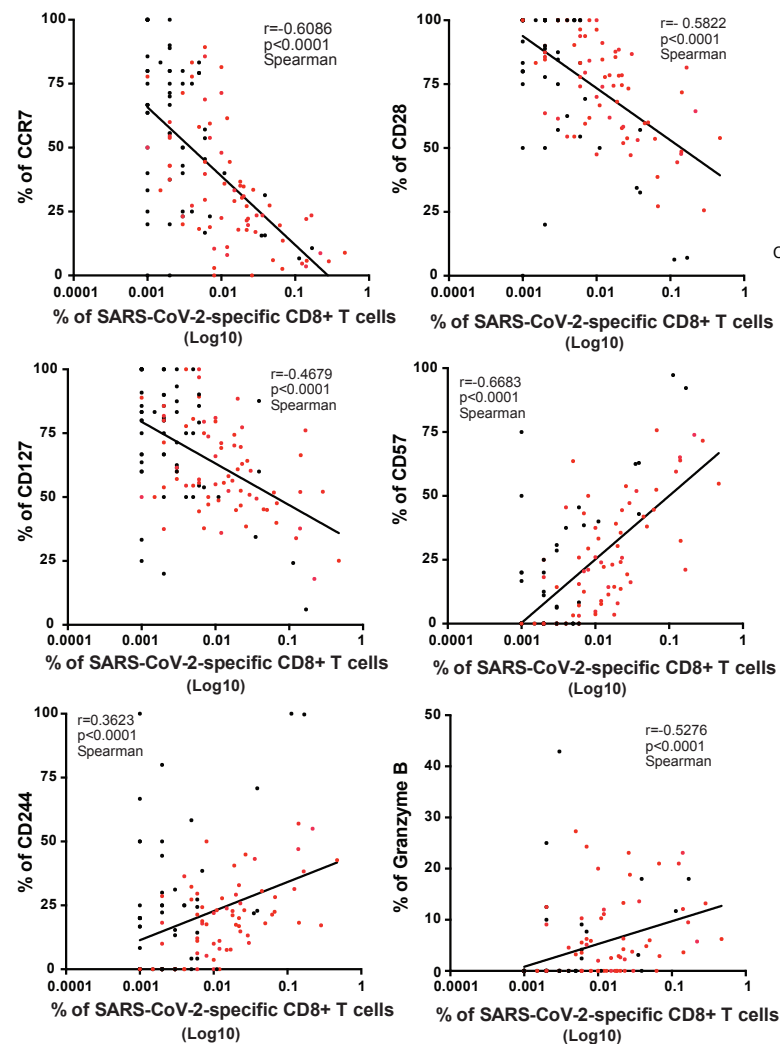 r=-0.6086
p<0.0001
Spearman
% of CCR7
100
75
50
25
0
0.0001 0.001 0.01 0.1 1
% of SARS-CoV-2-specific CD8+ T cells
(Log10)
r=- 0.5822
p<0.0001
Spearman
% of CD28
100
75
50
25
0
0.0001 0.001 0.01 0.1 1
% of SARS-CoV-2-specific CD8+ T cells
(Log10)
C
r=-0.4679
p<0.0001
Spearman
% of CD127
100
75
50
25
0
0.0001 0.001 0.01 0.1 1
% of SARS-CoV-2-specific CD8+ T cells
(Log10)
r=-0.6683
p<0.0001
Spearman
% of CD57
100
75
50
25
0
0.0001 0.001 0.01 0.1 1
% of SARS-CoV-2-specific CD8+ T cells
(Log10)
r=0.3623
p<0.0001
Spearman
% of CD244
100
75
50
25
0
0.0001 0.001 0.01 0.1 1
% of SARS-CoV-2-specific CD8+ T cells
(Log10)
r=-0.5276
p<0.0001
Spearman
% of Granzyme B
50
40
30
20
10
0
0.0001 0.001 0.01 0.1 1
% of SARS-CoV-2-specific CD8+ T cells
(Log10)